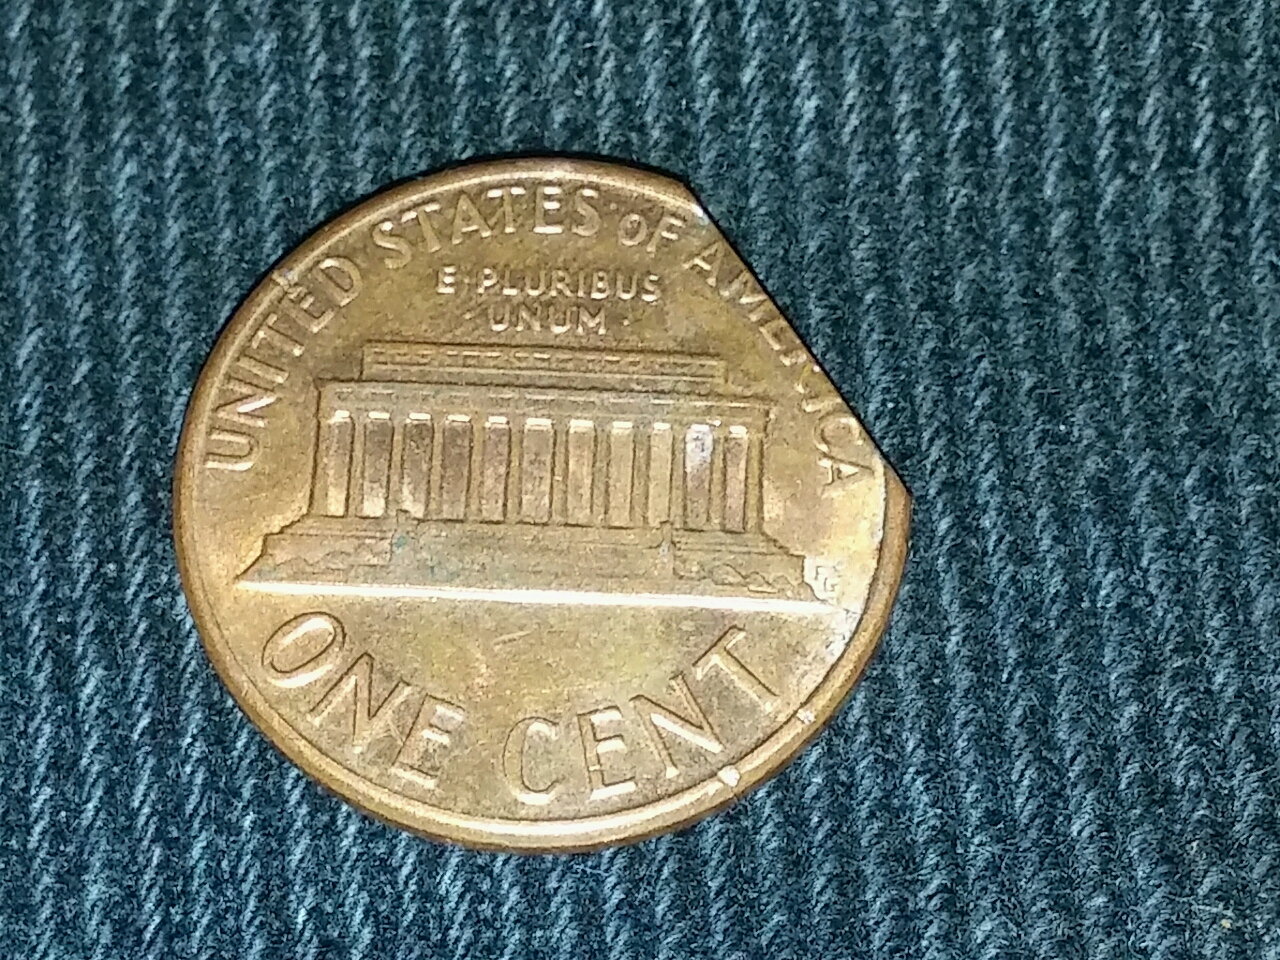 UNITED STATES OF AMERICA
E PLURIBUS
UNUM
ONE CENT